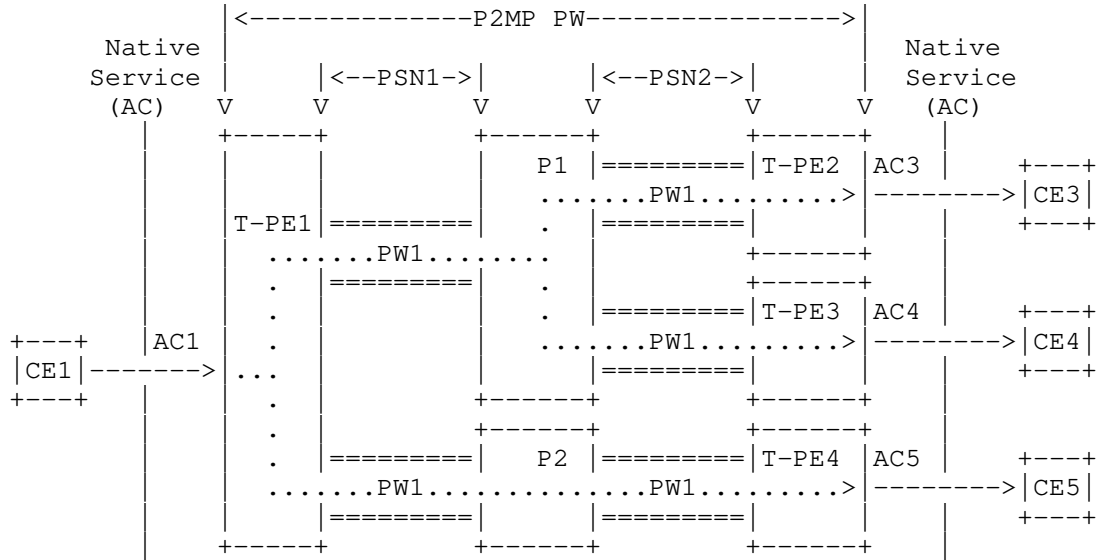 |<--------------P2MP PW---------------->|
Native | | Native
Service | |<--PSN1->| |<--PSN2->| | Service
(AC) V V V V V V (AC)
| +-----+ +------+ +------+ |
| | | | P1 |=========|T-PE2 |AC3 | +---+
| | | | .......PW1.........>|-------->|CE3|
| |T-PE1|=========| . |=========| | | +---+
| | .......PW1........ | +------+ |
| | . |=========| . | +------+ |
| | . | | . |=========|T-PE3 |AC4 | +---+
+---+ |AC1 | . | | .......PW1.........>|-------->|CE4|
|CE1|------->|... | | |=========| | | +---+
+---+ | | . | +------+ +------+ |
| | . | +------+ +------+ |
| | . |=========| P2 |=========|T-PE4 |AC5 | +---+
| | .......PW1..............PW1.........>|-------->|CE5|
| | |=========| |=========| | | +---+
| +-----+ +------+ +------+ |